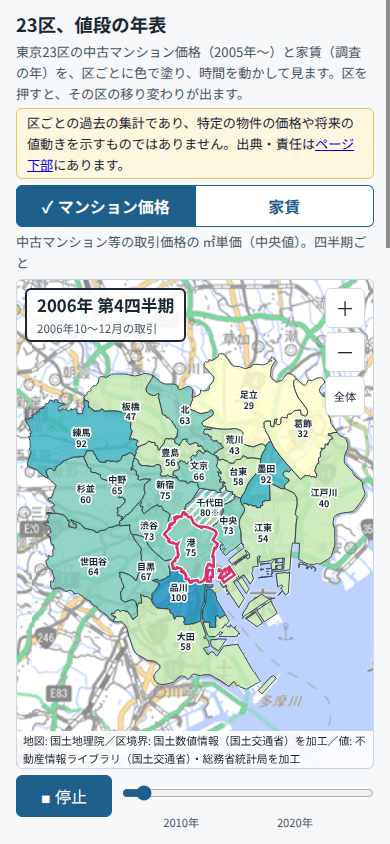 23区、値段の年表
東京23区の中古マンション価格（2005年〜）と家賃（調査
の年）を、区ごとに色で塗り、時間を動かして見ます。区を
押すと、その区の移り変わりが出ます。
区ごとの過去の集計であり、特定の物件の価格や将来の
値動きを示すものではありません。出典・責任はページ
下部にあります。
✓ マンション価格
家賃
中古マンション等の取引価格の ㎡単価（中央値）。四半期ご
と
2006年 第4四半期
2006年10〜12月の取引
＋
−
全体
足立
29
板橋
47
北
63
葛飾
32
練馬
92
荒川
43
豊島
56
文京
66
台東
58
墨田
92
中野
65
新宿
75
杉並
60
江戸川
40
千代田
80※
中央
73
渋谷
73
江東
54
港
75
世田谷
64
目黒
67
品川
100
大田
58
E20
35
246
E83
多摩川
地図: 国土地理院／区境界: 国土数値情報（国土交通省）を加工／値: 不
動産情報ライブラリ（国土交通省）・総務省統計局を加工
■ 停止
2010年
2020年